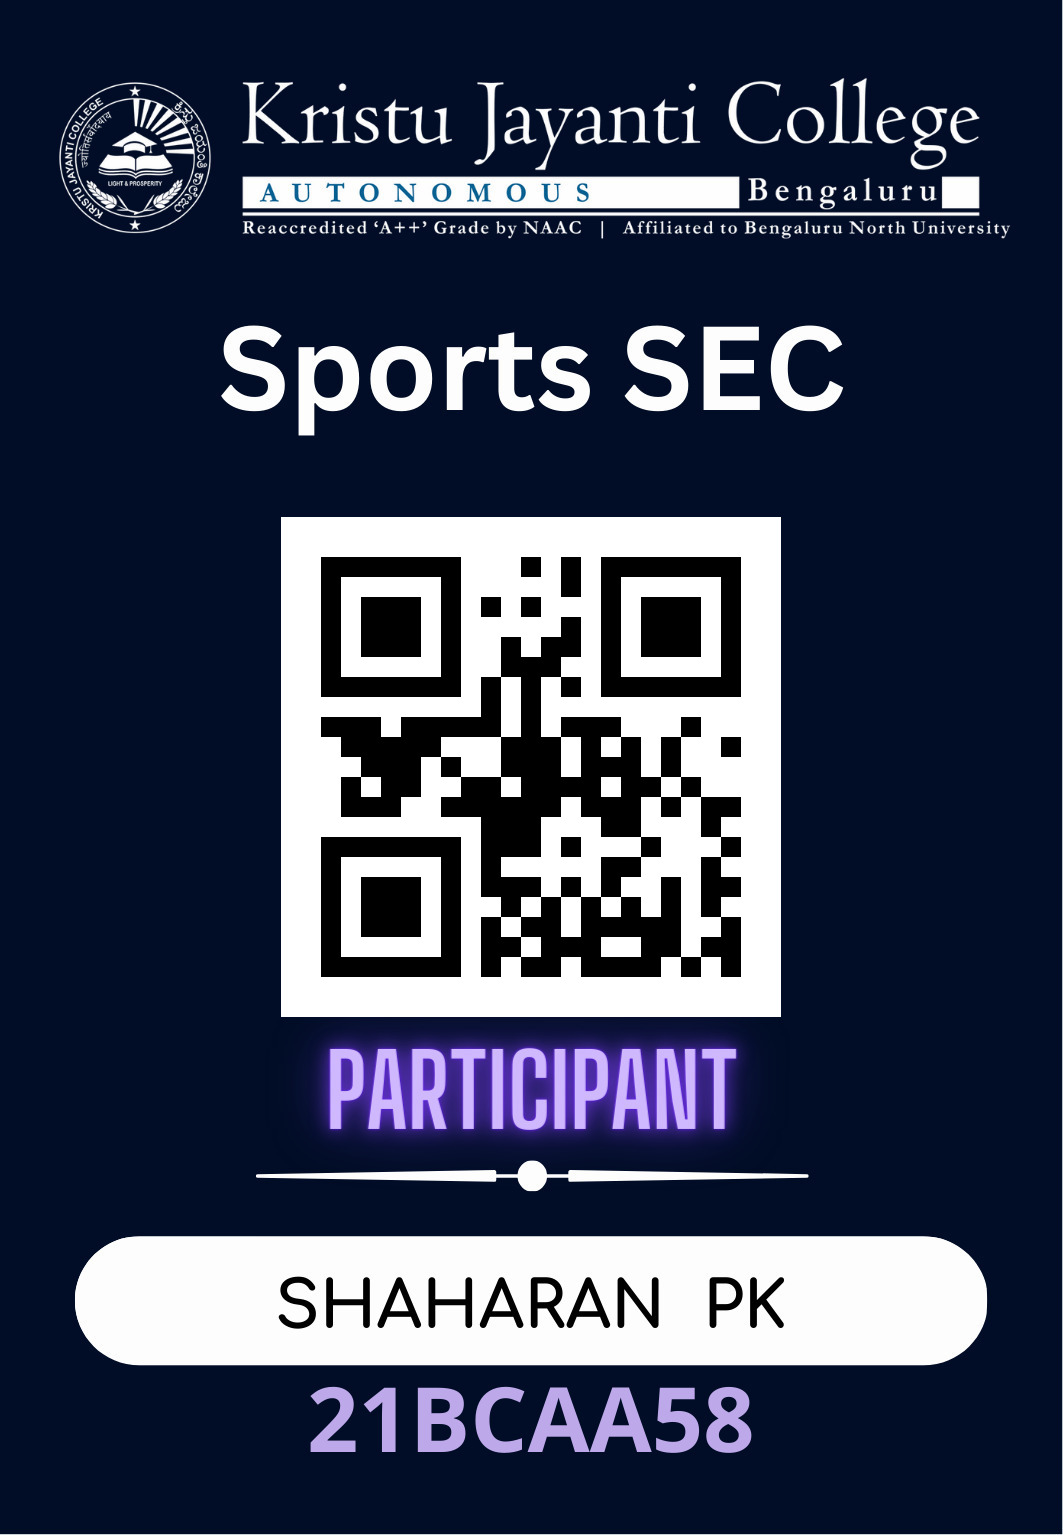 KRISTU JAYANTI COLLEGE
ಕ್ರಿಸ್ತು ಜಯಂತಿ ಕಾಲೇಜು
LIGHT & PROSPERITY
Kristu Jayanti College
AUTONOMOUS Bengaluru
Reaccredited ‘A++’ Grade by NAAC | Affiliated to Bengaluru North University
Sports SEC
PARTICIPANT
SHAHARAN PK
21BCAA58